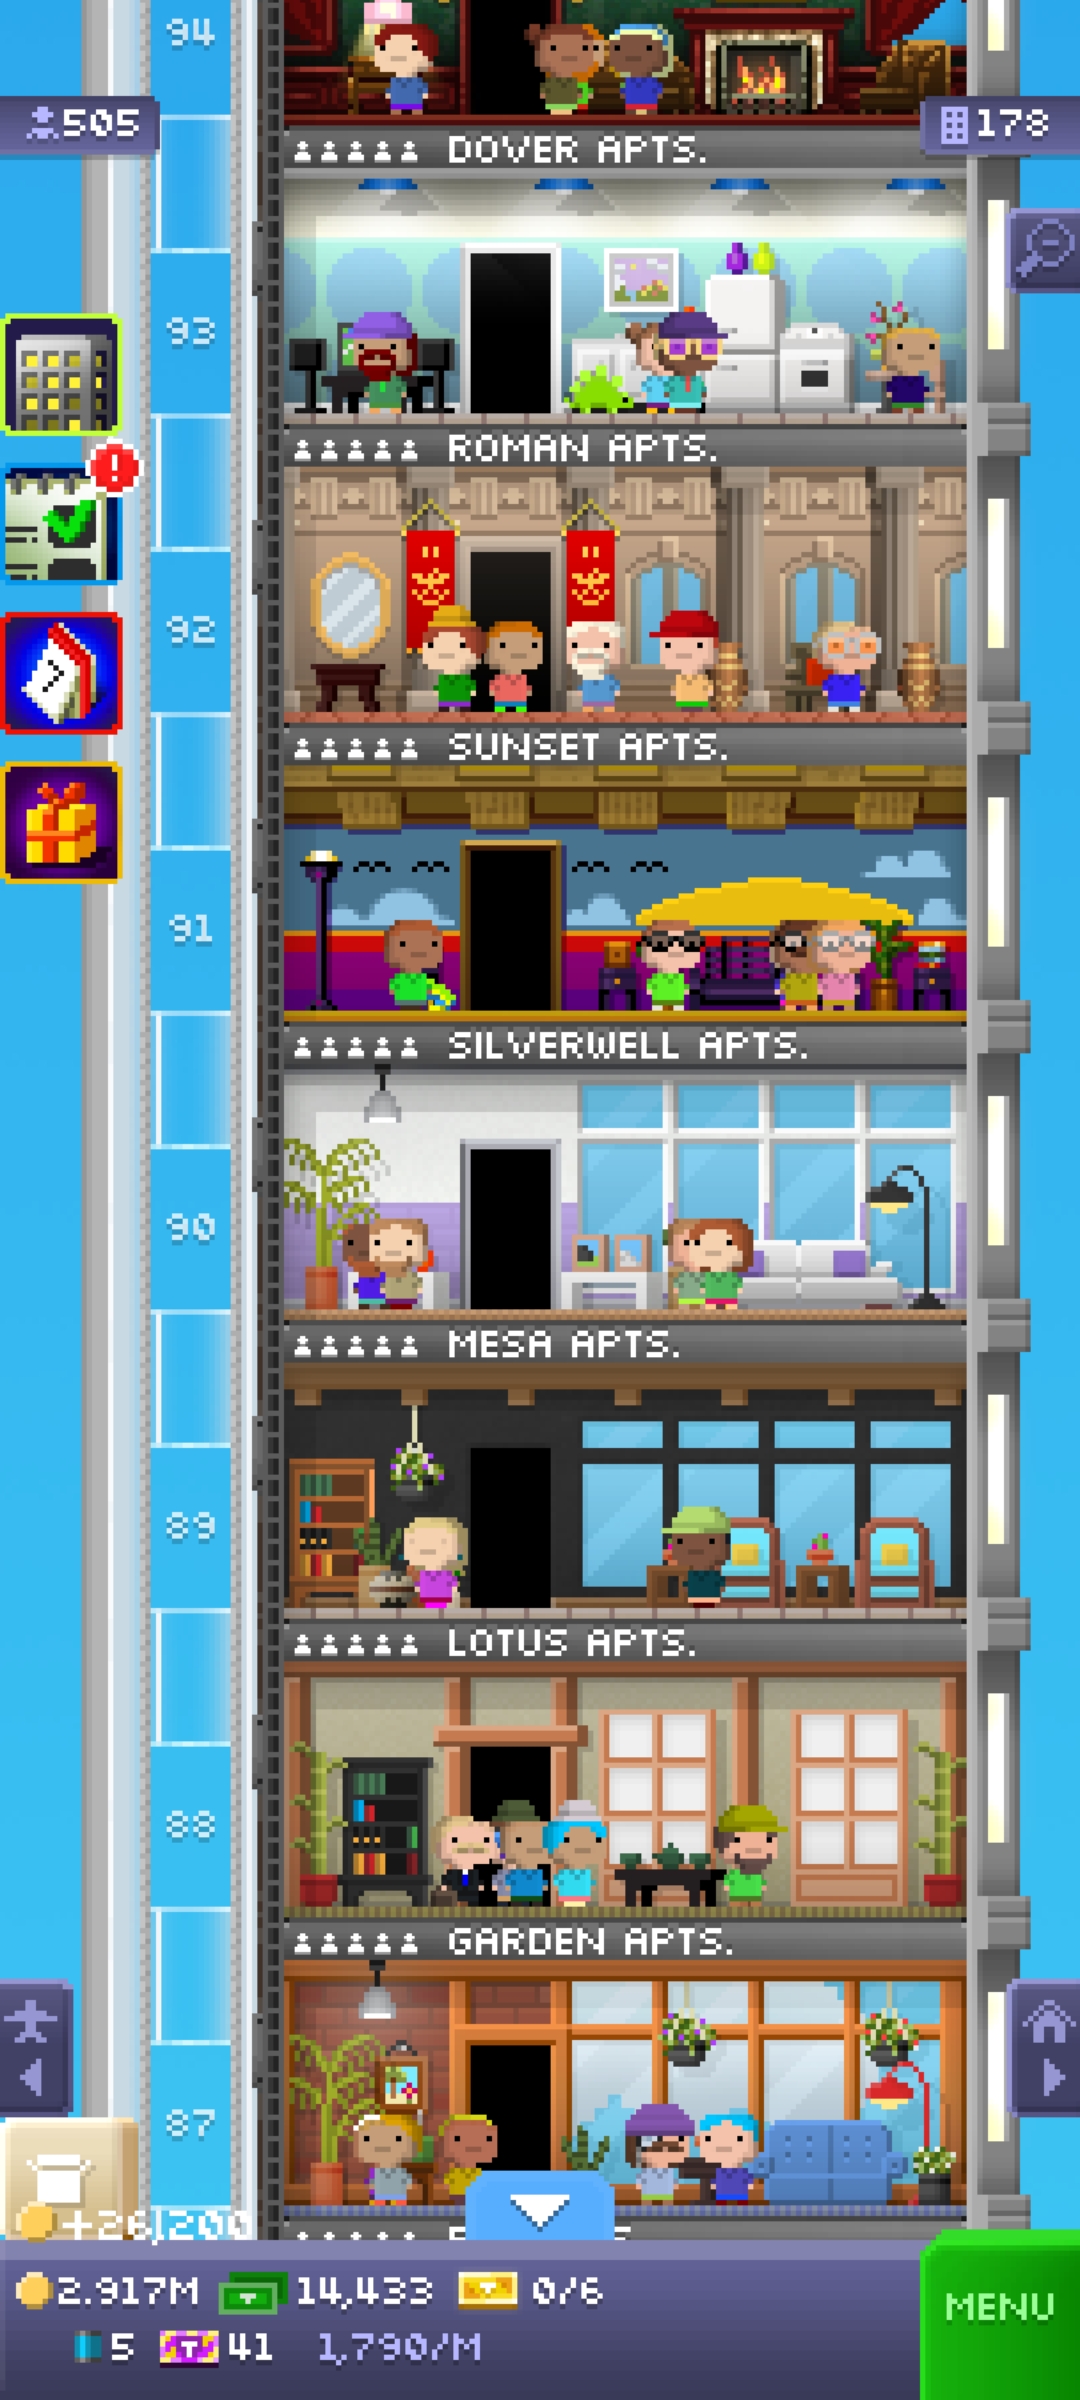 94
505
178
DOVER APTS.
93
ROMAN APTS.
92
SUNSET APTS.
91
SILVERWELL APTS.
90
MESA APTS.
89
LOTUS APTS.
88
GARDEN APTS.
87
+26,200
2.917M 14,433 0/6
5 T 41 1,790/M
MENU